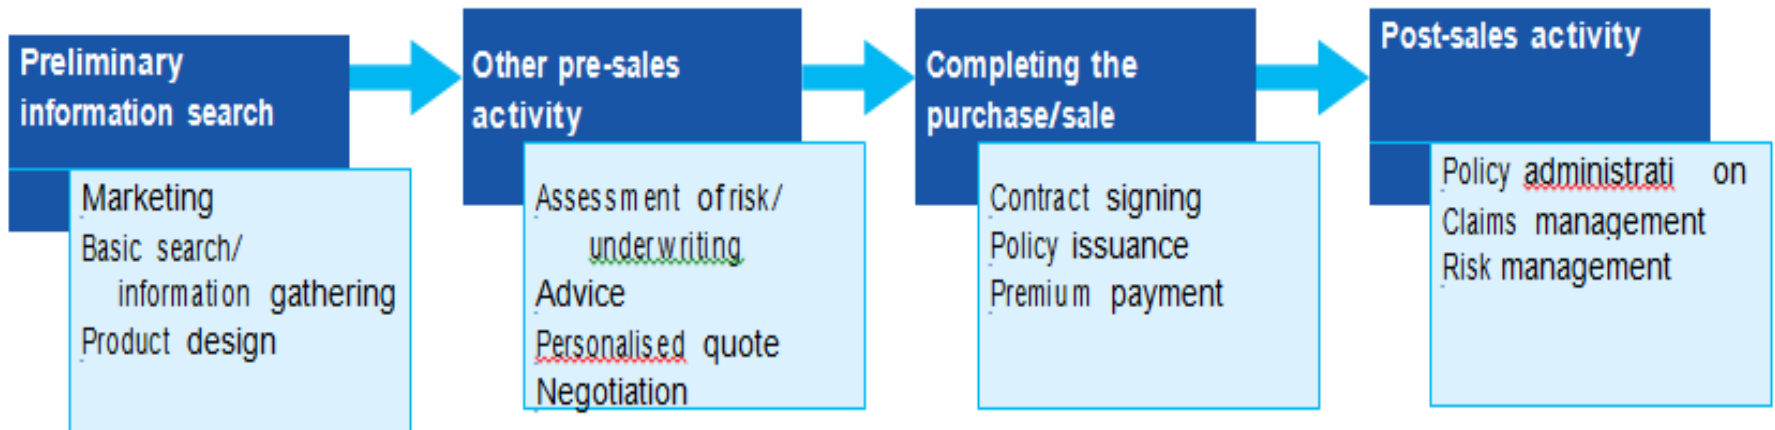 Preliminary
information search
Marketing
Basic search/
information gathering
Product design
Other pre-sales
activity
Assessment of risk/
underwriting
Advice
Personalised quote
Negotiation
Completing the
purchase/sale
Contract signing
Policy issuance
Premium payment
Post-sales activity
Policy administrati on
Claims management
Risk management